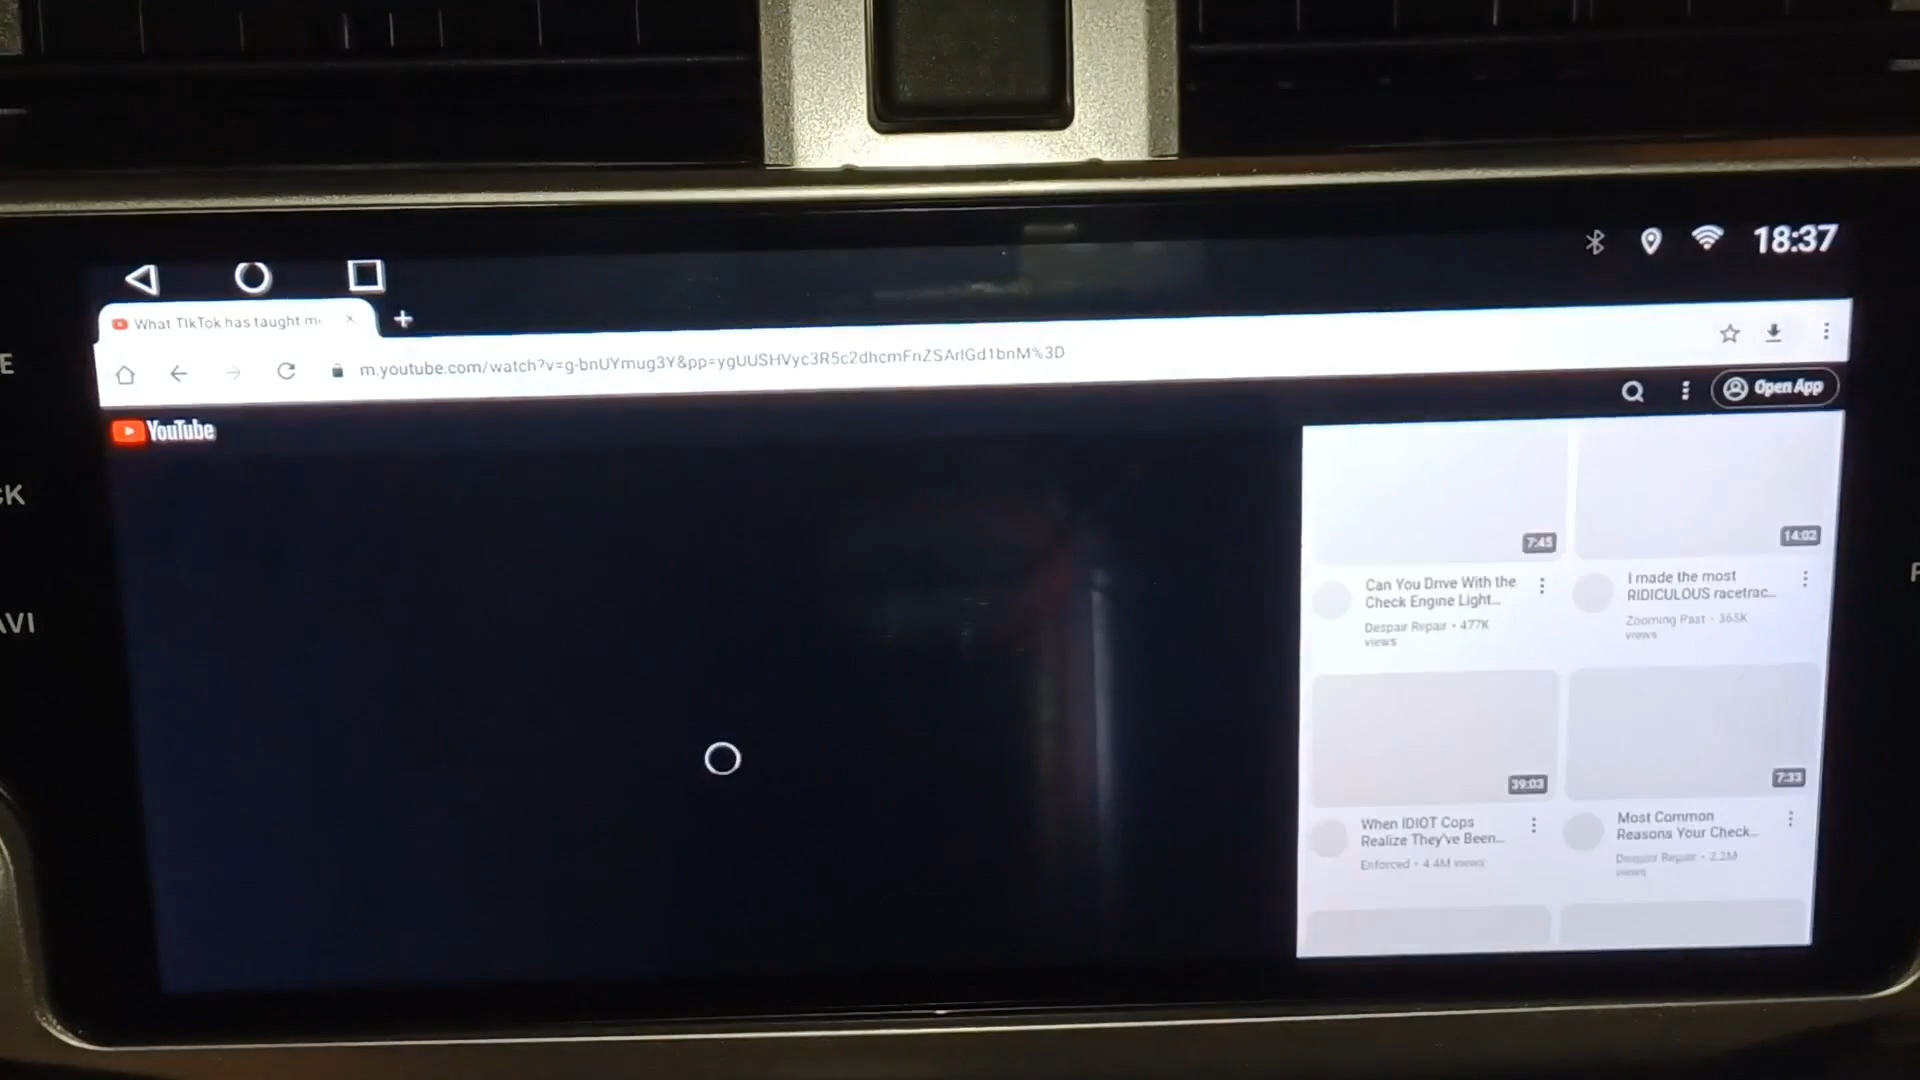 18:37
What TikTok has taught m
m.youtube.com/watch?v=g-bnUYmug3Y&pp=ygUUSHVyc3R5c2dhcmFnZSArlGd1bnM%3D
Open App
YouTube
7:45
14:02
Can You Drive With the
Check Engine Light...
Despair Repair • 477K
views
I made the most
RIDICULOUS racetrac...
Zooming Past • 365K
views
39:03
7:33
When IDIOT Cops
Realize They've Been...
Enforced • 4.4M views
Most Common
Reasons Your Check...
Despair Repair • 2.2M
views
E
CK
AVI